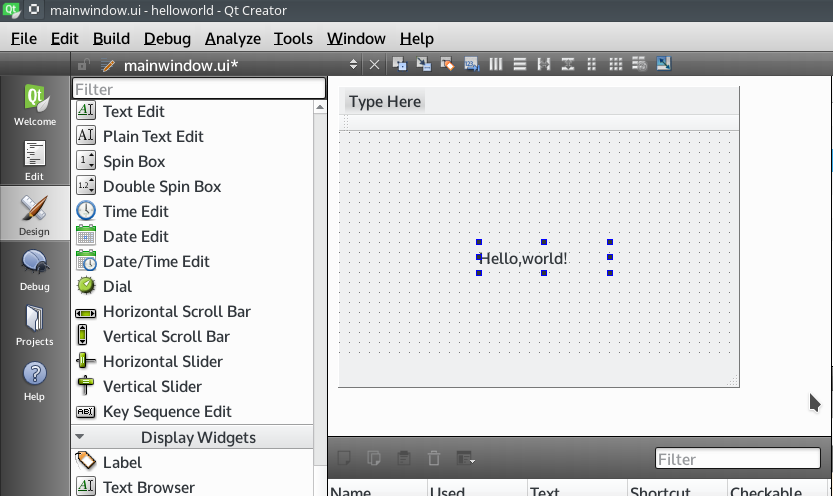 mainwindow.ui - helloworld - Qt Creator
File Edit Build Debug Analyze Tools Window Help
mainwindow.ui*
Qt
Welcome
Edit
Design
Debug
Projects
Help
Filter
Text Edit
Plain Text Edit
Spin Box
Double Spin Box
Time Edit
Date Edit
Date/Time Edit
Dial
Horizontal Scroll Bar
Vertical Scroll Bar
Horizontal Slider
Vertical Slider
Key Sequence Edit
Display Widgets
Label
Text Browser
Type Here
Hello,world!
Filter
Name Used Text Shortcut Checkable